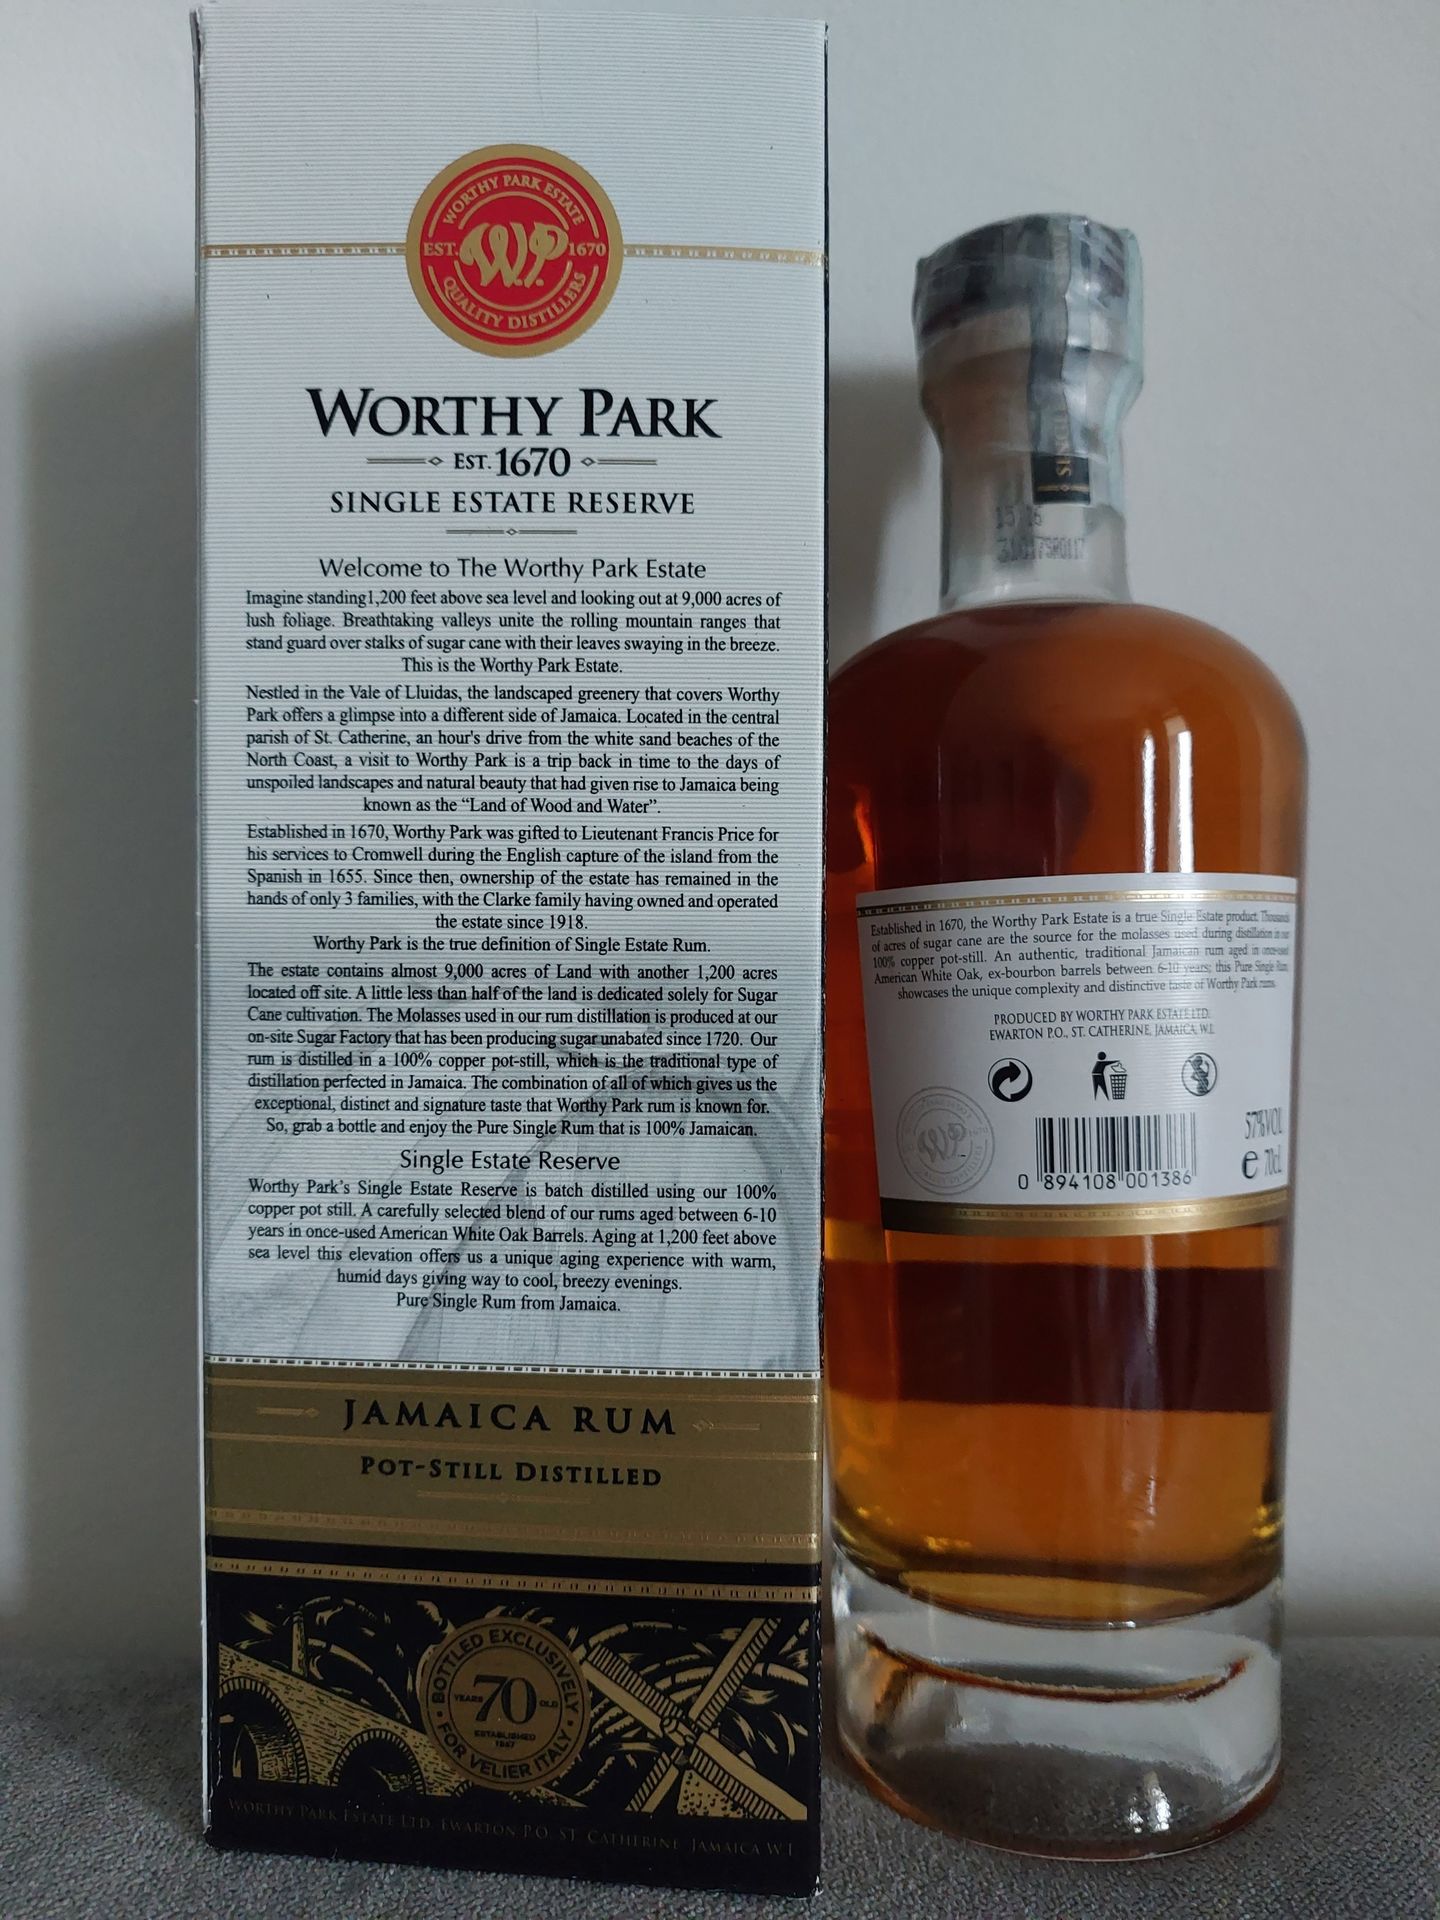 WORTHY PARK ESTATE
EST. W.P. 1670
QUALITY DISTILLERS
WORTHY PARK
EST. 1670
SINGLE ESTATE RESERVE
Welcome to The Worthy Park Estate
Imagine standing1,200 feet above sea level and looking out at 9,000 acres of
lush foliage. Breathtaking valleys unite the rolling mountain ranges that
stand guard over stalks of sugar cane with their leaves swaying in the breeze.
This is the Worthy Park Estate.
Nestled in the Vale of Lluidas, the landscaped greenery that covers Worthy
Park offers a glimpse into a different side of Jamaica. Located in the central
parish of St. Catherine, an hour's drive from the white sand beaches of the
North Coast, a visit to Worthy Park is a trip back in time to the days of
unspoiled landscapes and natural beauty that had given rise to Jamaica being
known as the “Land of Wood and Water”.
Established in 1670, Worthy Park was gifted to Lieutenant Francis Price for
his services to Cromwell during the English capture of the island from the
Spanish in 1655. Since then, ownership of the estate has remained in the
hands of only 3 families, with the Clarke family having owned and operated
the estate since 1918.
Worthy Park is the true definition of Single Estate Rum.
The estate contains almost 9,000 acres of Land with another 1,200 acres
located off site. A little less than half of the land is dedicated solely for Sugar
Cane cultivation. The Molasses used in our rum distillation is produced at our
on-site Sugar Factory that has been producing sugar unabated since 1720. Our
rum is distilled in a 100% copper pot-still, which is the traditional type of
distillation perfected in Jamaica. The combination of all of which gives us the
exceptional, distinct and signature taste that Worthy Park rum is known for.
So, grab a bottle and enjoy the Pure Single Rum that is 100% Jamaican.
Single Estate Reserve
Worthy Park’s Single Estate Reserve is batch distilled using our 100%
copper pot still. A carefully selected blend of our rums aged between 6-10
years in once-used American White Oak Barrels. Aging at 1,200 feet above
sea level this elevation offers us a unique aging experience with warm,
humid days giving way to cool, breezy evenings.
Pure Single Rum from Jamaica.
JAMAICA RUM
POT-STILL DISTILLED
BOTTLED EXCLUSIVELY
YEARS 70 OLD
ESTABLISHED
1947
FOR VELIER ITALY
WORTHY PARK ESTATE LTD. EWARTON P.O. ST. CATHERINE JAMAICA W I
15 16
Established in 1670, the Worthy Park Estate is a true Single Estate product. Thousands
of acres of sugar cane are the source for the molasses used during distillation in our
100% copper pot-still. An authentic, traditional Jamaican rum aged in once-used
American White Oak, ex-bourbon barrels between 6-10 years; this Pure Single Rum
showcases the unique complexity and distinctive taste of Worthy Park rums.
PRODUCED BY WORTHY PARK ESTATE LTD.
EWARTON P.O., ST. CATHERINE, JAMAICA, W.I.
W.P. 1670
57%VOL
0 894108 001386
e 70cL